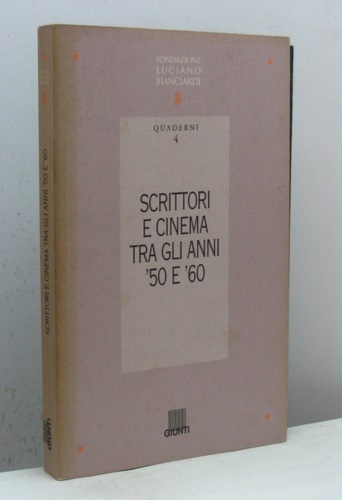 FONDAZIONE
LUCIANO
BIANCIARDI
QUADERNI
4
SCRITTORI
E CINEMA
TRA GLI ANNI
'50 E '60
GIUNTI
SCRITTORI E CINEMA TRA GLI ANNI '50 E '60
GIUNTI